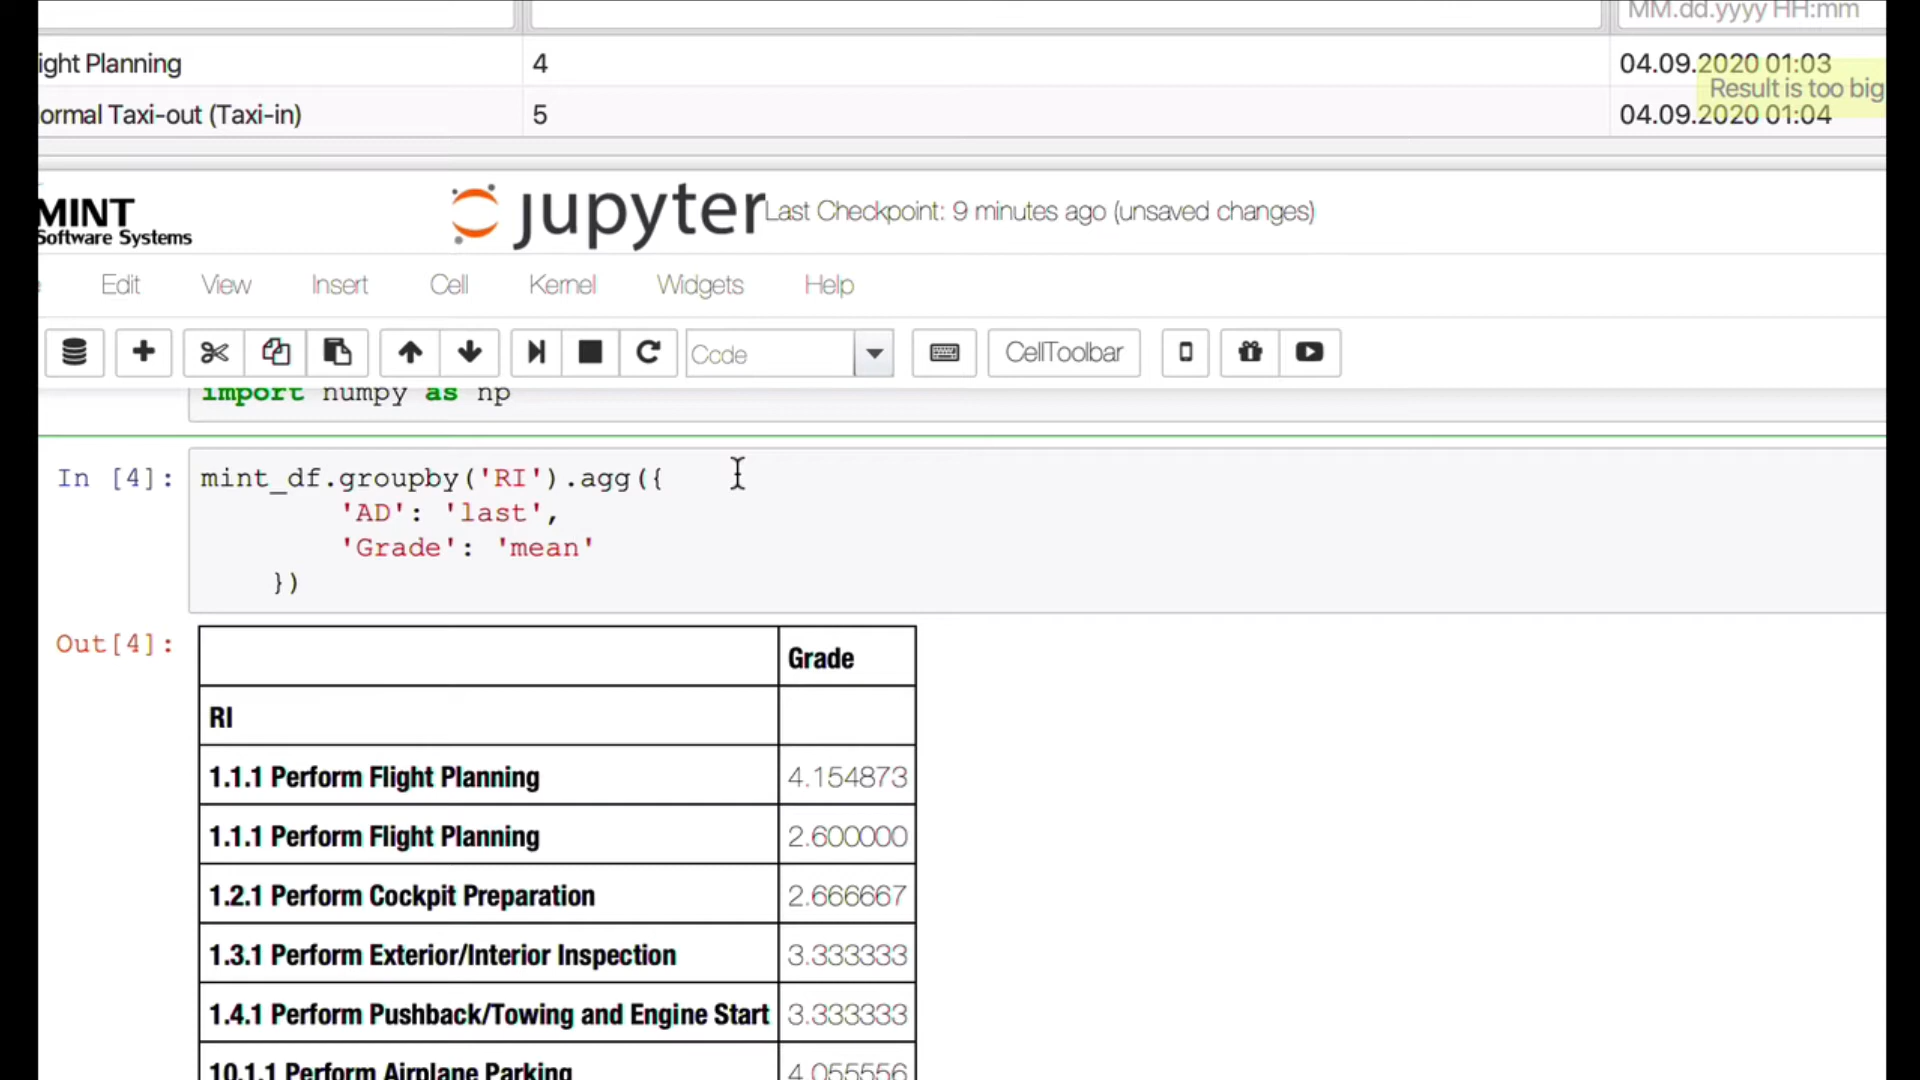 MM.dd.yyyy HH:mm
ight Planning 4 04.09.2020 01:03
Result is too big
ormal Taxi-out (Taxi-in) 5 04.09.2020 01:04
MINT
Software Systems
jupyter Last Checkpoint: 9 minutes ago (unsaved changes)
Edit View Insert Cell Kernel Widgets Help
Code CellToolbar
import numpy as np
In [4]: mint_df.groupby('RI').agg({
'AD': 'last',
'Grade': 'mean'
})
Out[4]:
Grade
RI
1.1.1 Perform Flight Planning 4.154873
1.1.1 Perform Flight Planning 2.600000
1.2.1 Perform Cockpit Preparation 2.666667
1.3.1 Perform Exterior/Interior Inspection 3.333333
1.4.1 Perform Pushback/Towing and Engine Start 3.333333
10.1.1 Perform Airplane Parking 4.055556